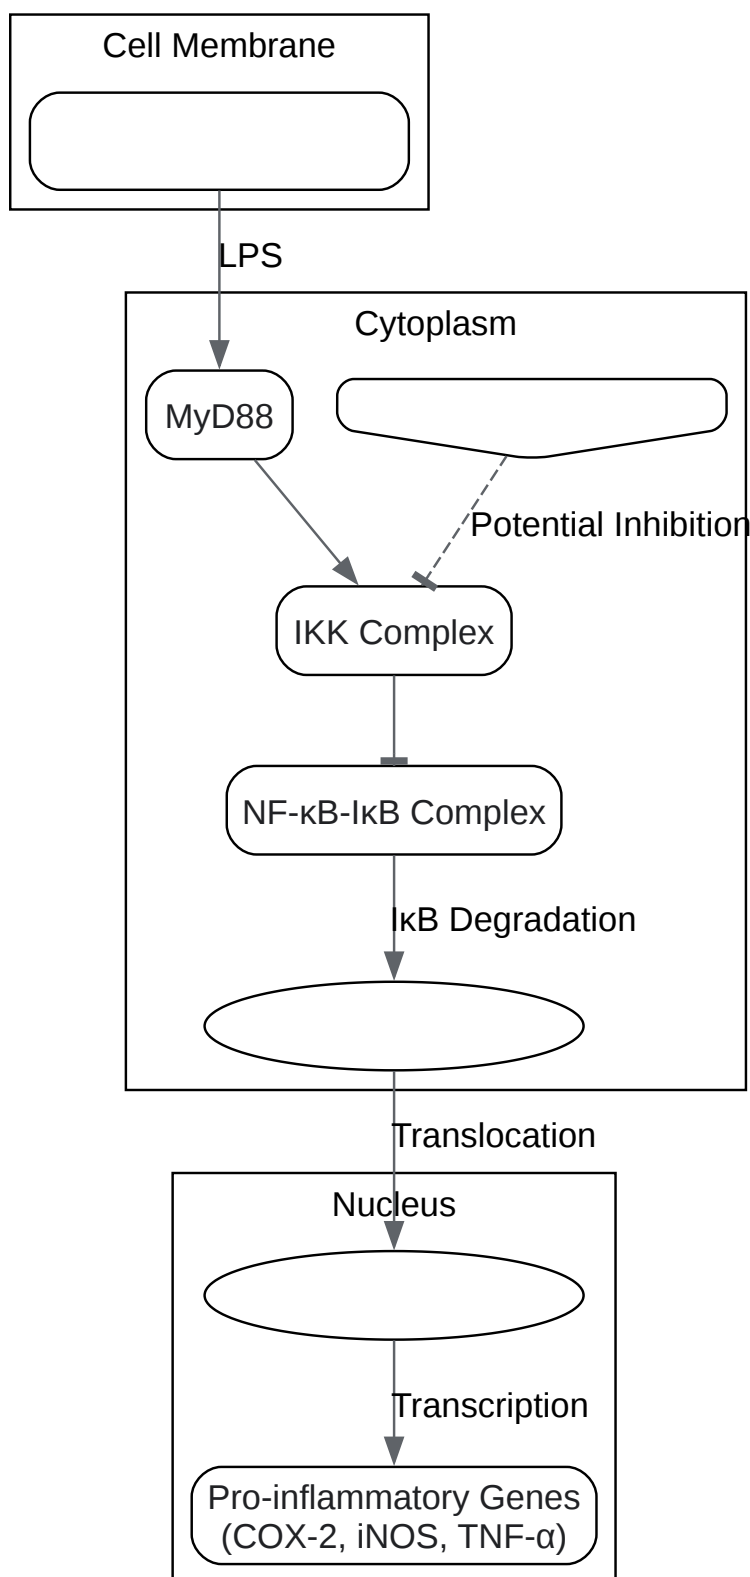 Cell Membrane
LPS
Cytoplasm
MyD88
Potential Inhibition
IKK Complex
NF-κB-IκB Complex
IκB Degradation
Translocation
Nucleus
Transcription
Pro-inflammatory Genes
(COX-2, iNOS, TNF-α)